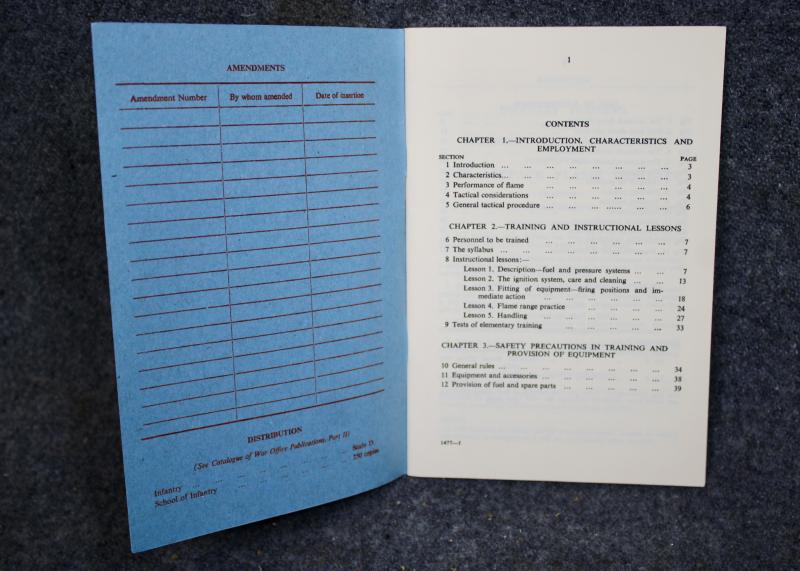 AMENDMENTS
Amendment Number By whom amended Date of insertion
DISTRIBUTION
(See Catalogue of War Office Publications, Part II)
Scale D
Infantry ... ... ... ... ... ... ... 250 copies
School of Infantry
1
CONTENTS
CHAPTER 1.—INTRODUCTION, CHARACTERISTICS AND
EMPLOYMENT
SECTION PAGE
1 Introduction ... ... ... ... ... ... ... 3
2 Characteristics... ... ... ... ... ... ... 3
3 Performance of flame ... ... ... ... ... 4
4 Tactical considerations ... ... ... ... ... 4
5 General tactical procedure ... ... ... ... ... ... 6
CHAPTER 2.—TRAINING AND INSTRUCTIONAL LESSONS
6 Personnel to be trained ... ... ... ... ... 7
7 The syllabus ... ... ... ... ... ... ... 7
8 Instructional lessons:—
Lesson 1. Description—fuel and pressure systems ... ... 7
Lesson 2. The ignition system, care and cleaning ... ... 13
Lesson 3. Fitting of equipment—firing positions and im-
mediate action ... ... ... ... ... 18
Lesson 4. Flame range practice ... ... ... ... 24
Lesson 5. Handling ... ... ... ... ... 27
9 Tests of elementary training ... ... ... ... ... 33
CHAPTER 3.—SAFETY PRECAUTIONS IN TRAINING AND
PROVISION OF EQUIPMENT
10 General rules ... ... ... ... ... ... ... 34
11 Equipment and accessories ... ... ... ... ... ... 38
12 Provision of fuel and spare parts ... ... ... ... ... 39
1477—1